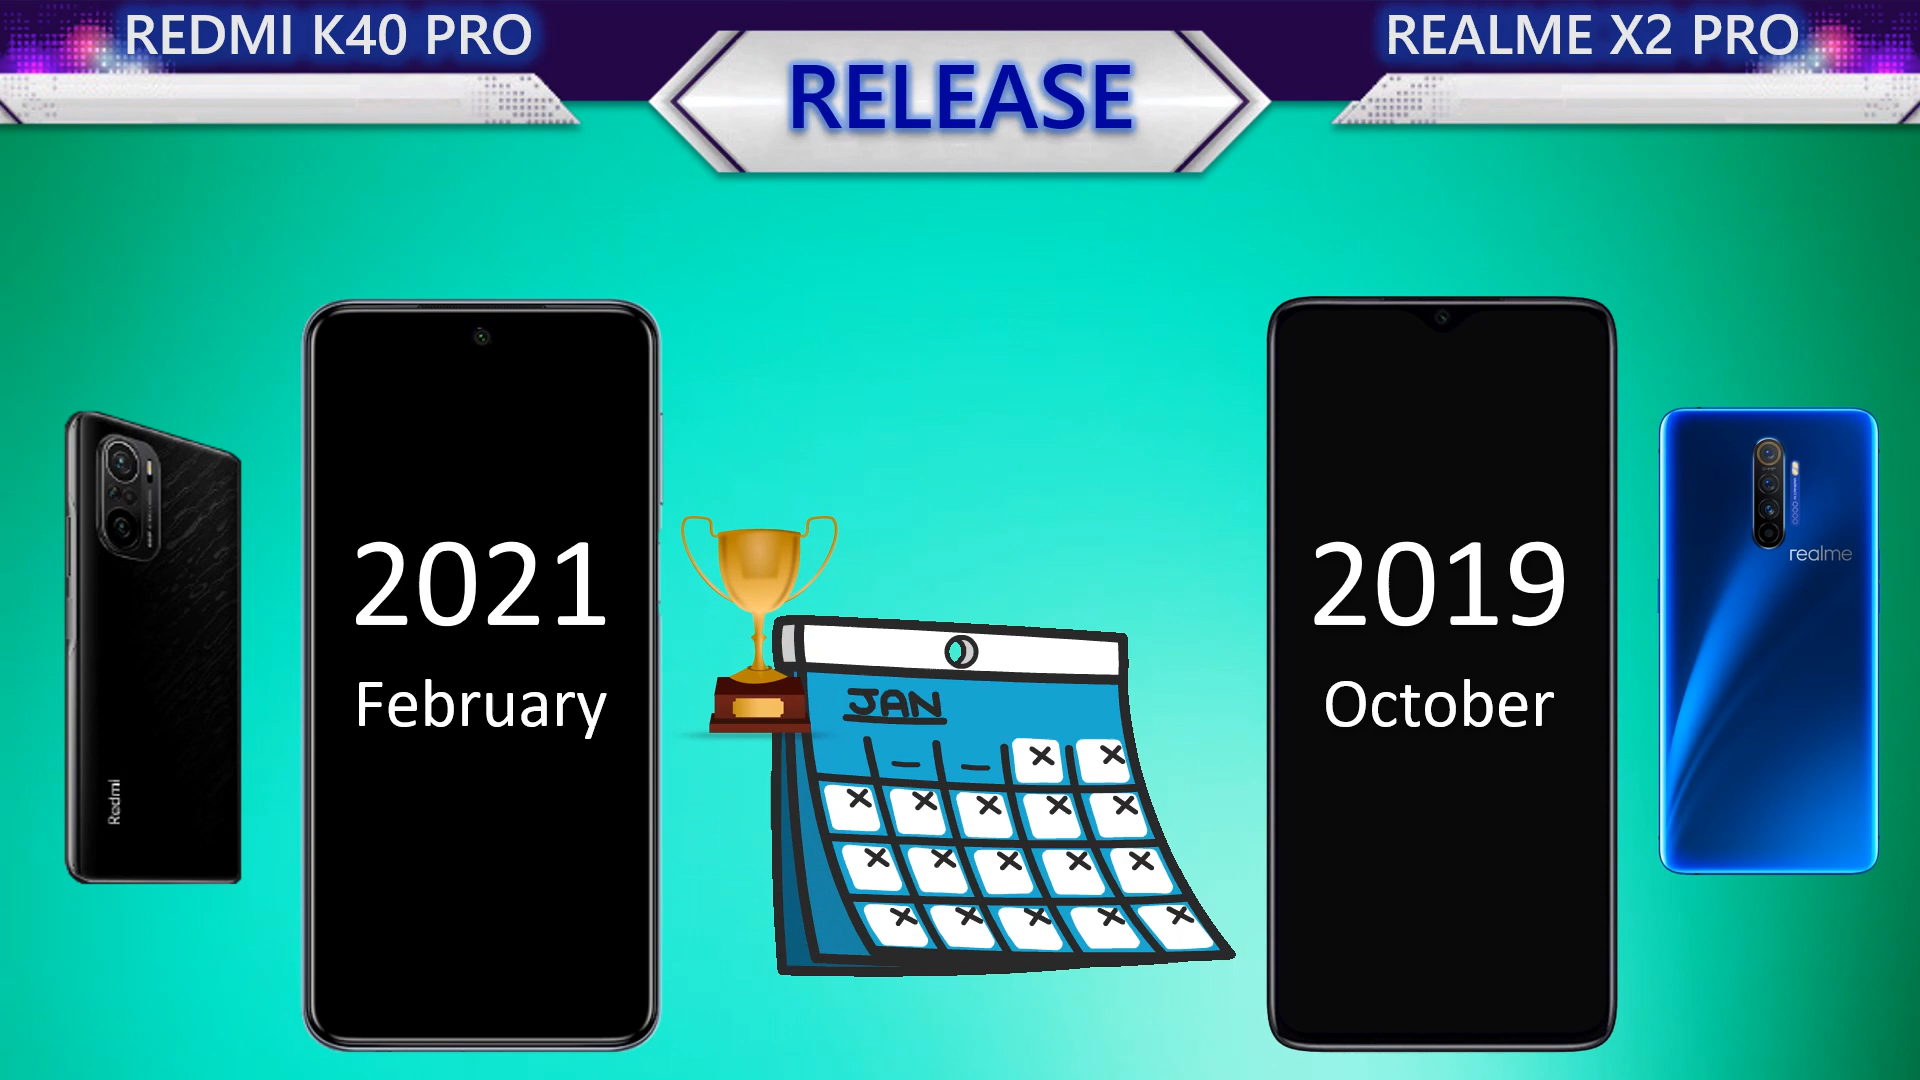 REDMI K40 PRO
RELEASE
REALME X2 PRO
2021
February
JAN
2019
October
Redmi
realme